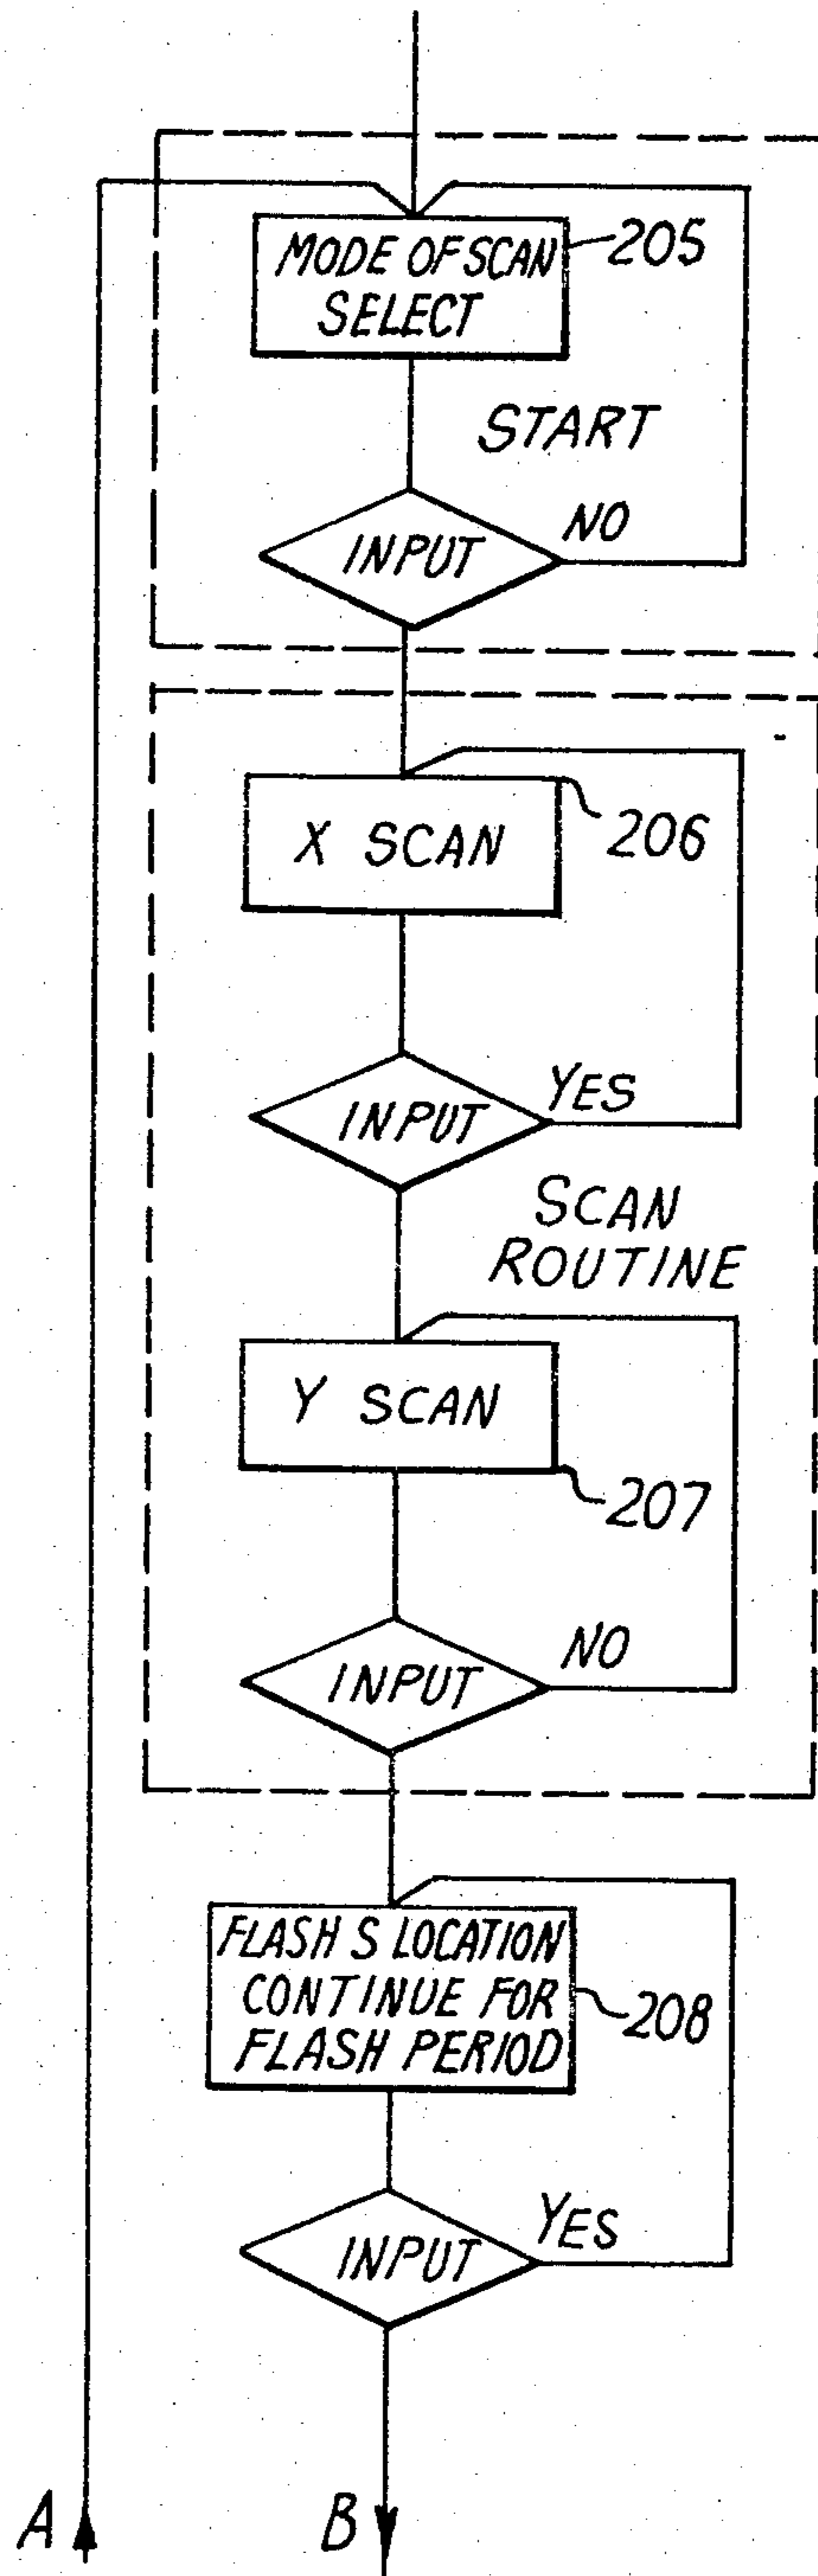 MODE OF SCAN
SELECT
205
START
INPUT
NO
X SCAN
206
INPUT
YES
SCAN
ROUTINE
Y SCAN
207
INPUT
NO
FLASH S LOCATION
CONTINUE FOR
FLASH PERIOD
208
INPUT
YES
A
B